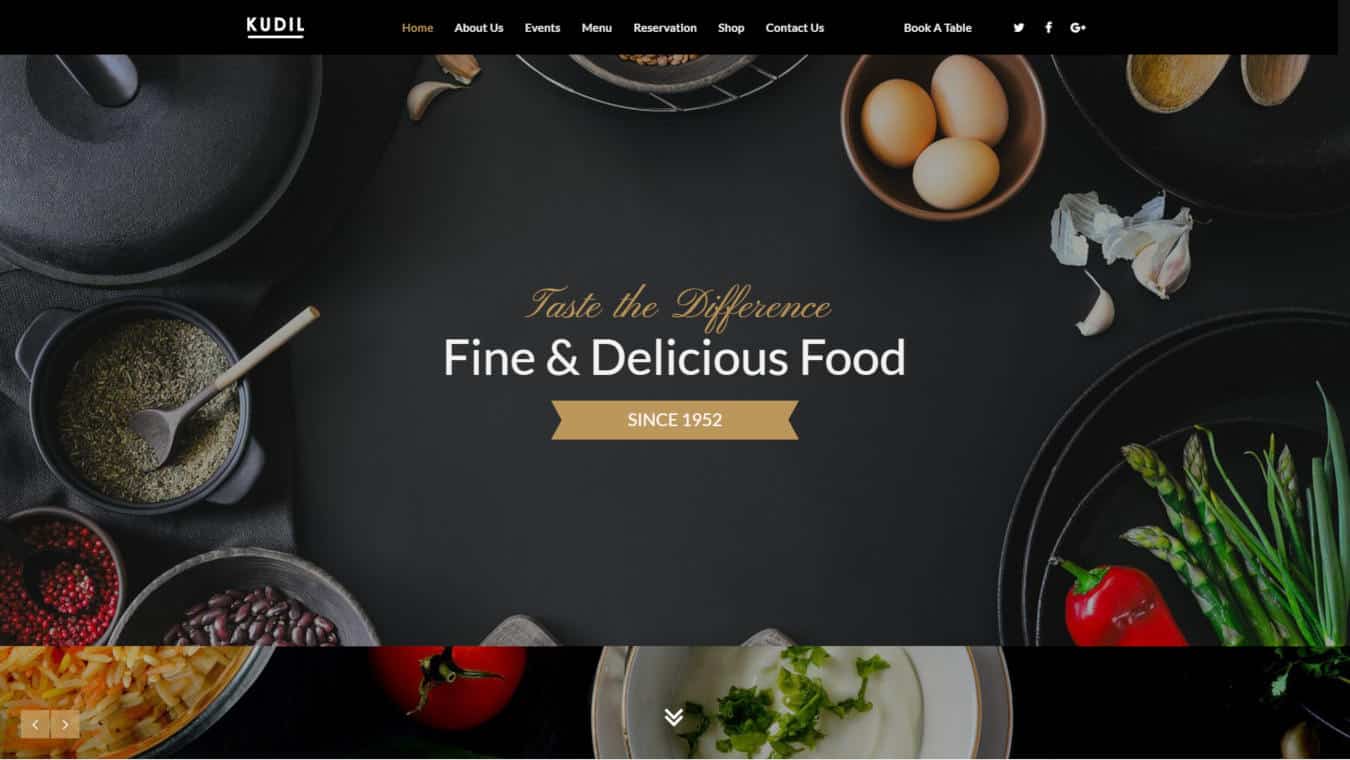 KUDIL
Home About Us Events Menu Reservation Shop Contact Us Book A Table
Taste the Difference
Fine & Delicious Food
SINCE 1952